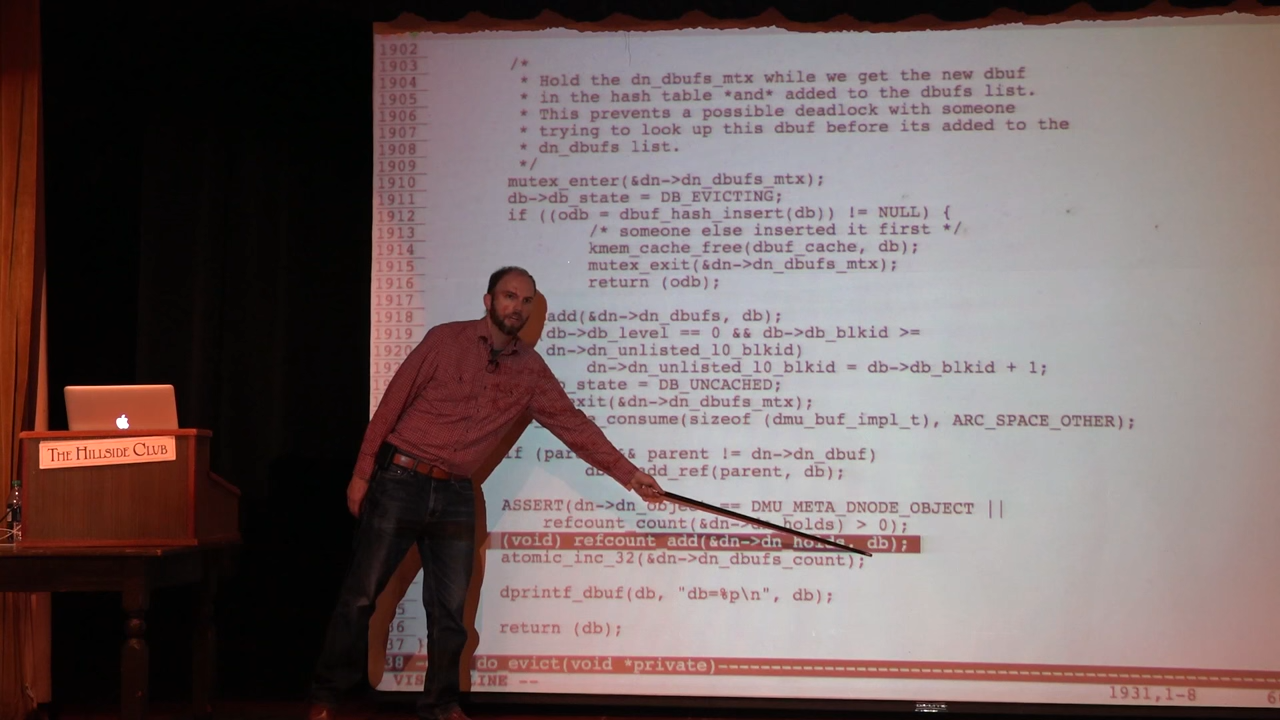 THE HILLSIDE CLUB
1902
1903 /*
1904 * Hold the dn_dbufs_mtx while we get the new dbuf
1905 * in the hash table *and* added to the dbufs list.
1906 * This prevents a possible deadlock with someone
1907 * trying to look up this dbuf before its added to the
1908 * dn_dbufs list.
1909 */
1910 mutex_enter(&dn->dn_dbufs_mtx);
1911 db->db_state = DB_EVICTING;
1912 if ((odb = dbuf_hash_insert(db)) != NULL) {
1913 /* someone else inserted it first */
1914 kmem_cache_free(dbuf_cache, db);
1915 mutex_exit(&dn->dn_dbufs_mtx);
1916 return (odb);
1917
1918 add(&dn->dn_dbufs, db);
1919 db->db_level == 0 && db->db_blkid >=
1920 dn->dn_unlisted_l0_blkid)
dn->dn_unlisted_l0_blkid = db->db_blkid + 1;
_state = DB_UNCACHED;
exit(&dn->dn_dbufs_mtx);
_consume(sizeof (dmu_buf_impl_t), ARC_SPACE_OTHER);
if ( && parent != dn->dn_dbuf)
add_ref(parent, db);
ASSERT( == DMU_META_DNODE_OBJECT ||
refcount_count(&dn->dn_holds) > 0);
(void) refcount_add(&dn->dn_holds, db);
atomic_inc_32(&dn->dn_dbufs_count);
dprintf_dbuf(db, "db=%p\n", db);
return (db);
37 }
38 do_evict(void *private)
LINE --
1931,1-8